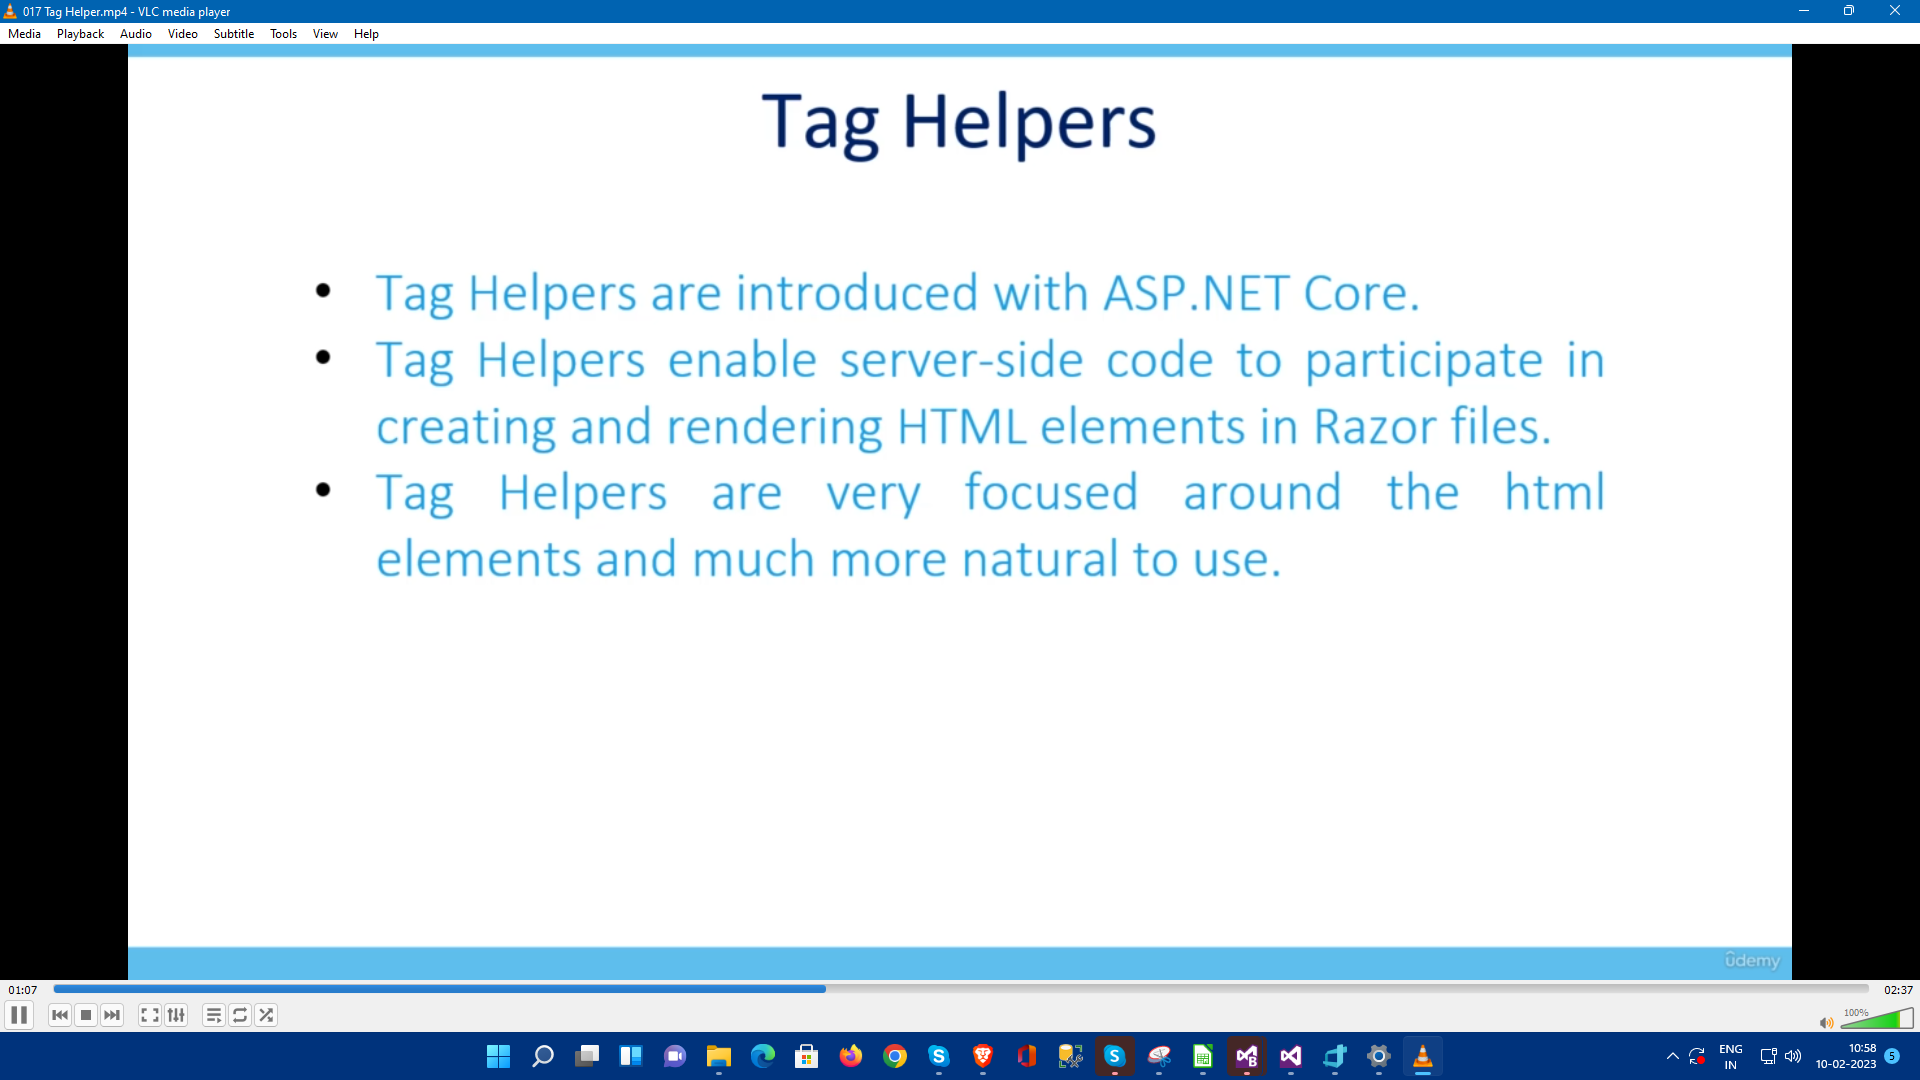 017 Tag Helper.mp4 - VLC media player
Media Playback Audio Video Subtitle Tools View Help
Tag Helpers
• Tag Helpers are introduced with ASP.NET Core.
• Tag Helpers enable server-side code to participate in
creating and rendering HTML elements in Razor files.
• Tag Helpers are very focused around the html
elements and much more natural to use.
udemy
01:07 02:37
100%
ENG
IN
10:58
10-02-2023
5